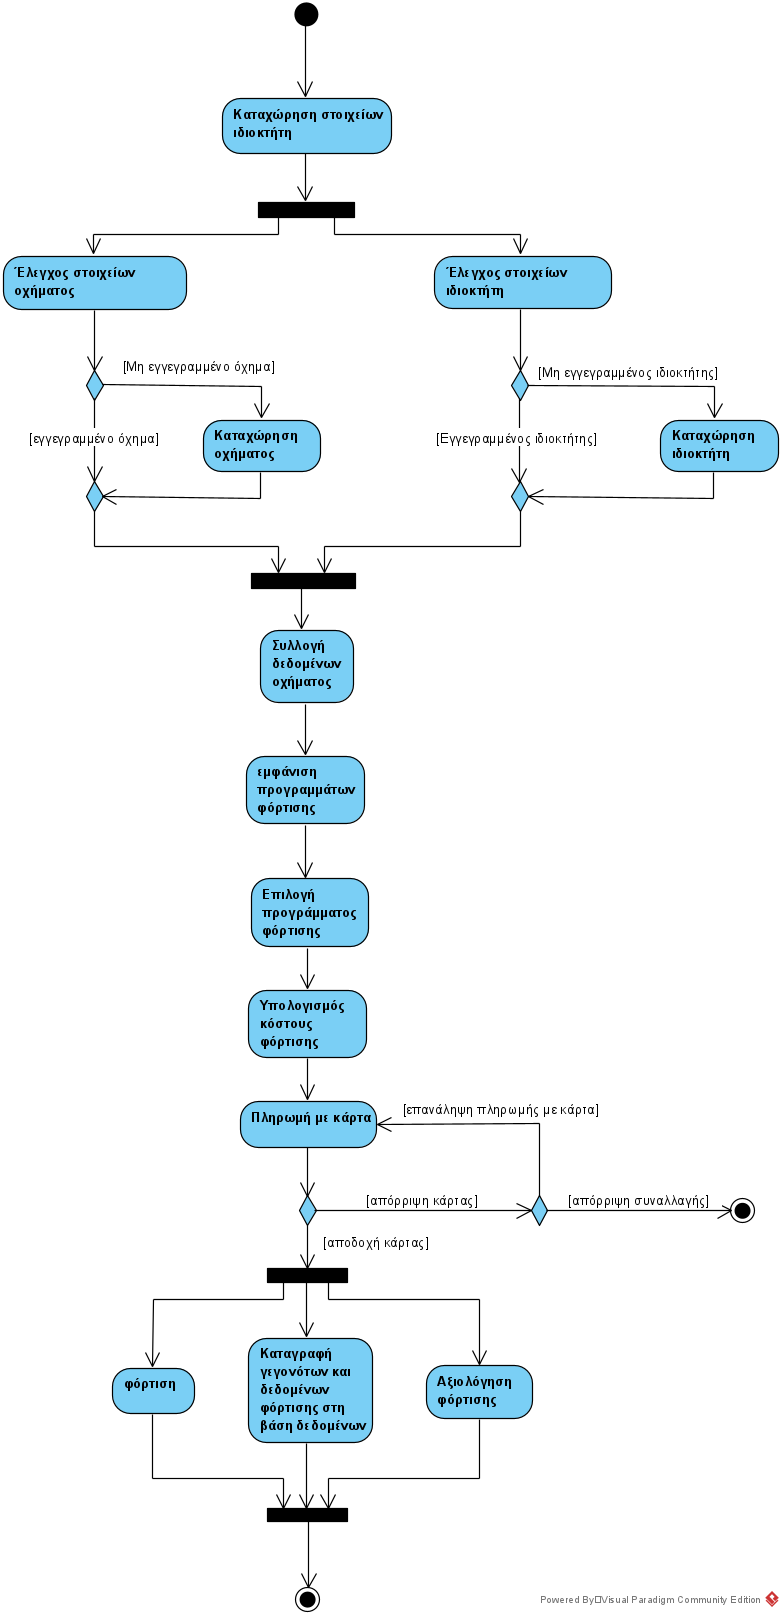 Καταχώρηση στοιχείων
ιδιοκτήτη
Έλεγχος στοιχείων
οχήματος
Έλεγχος στοιχείων
ιδιοκτήτη
[Μη εγγεγραμμένο όχημα]
[Μη εγγεγραμμένος ιδιοκτήτης]
[εγγεγραμμένο όχημα]
Καταχώρηση
οχήματος
[Εγγεγραμμένος ιδιοκτήτης]
Καταχώρηση
ιδιοκτήτη
Συλλογή
δεδομένων
οχήματος
εμφάνιση
προγραμμάτων
φόρτισης
Επιλογή
προγράμματος
φόρτισης
Υπολογισμός
κόστους
φόρτισης
Πληρωμή με κάρτα
[επανάληψη πληρωμής με κάρτα]
[απόρριψη κάρτας]
[απόρριψη συναλλαγής]
[αποδοχή κάρτας]
φόρτιση
Καταγραφή
γεγονότων και
δεδομένων
φόρτισης στη
βάση δεδομένων
Αξιολόγηση
φόρτισης
Powered By Visual Paradigm Community Edition